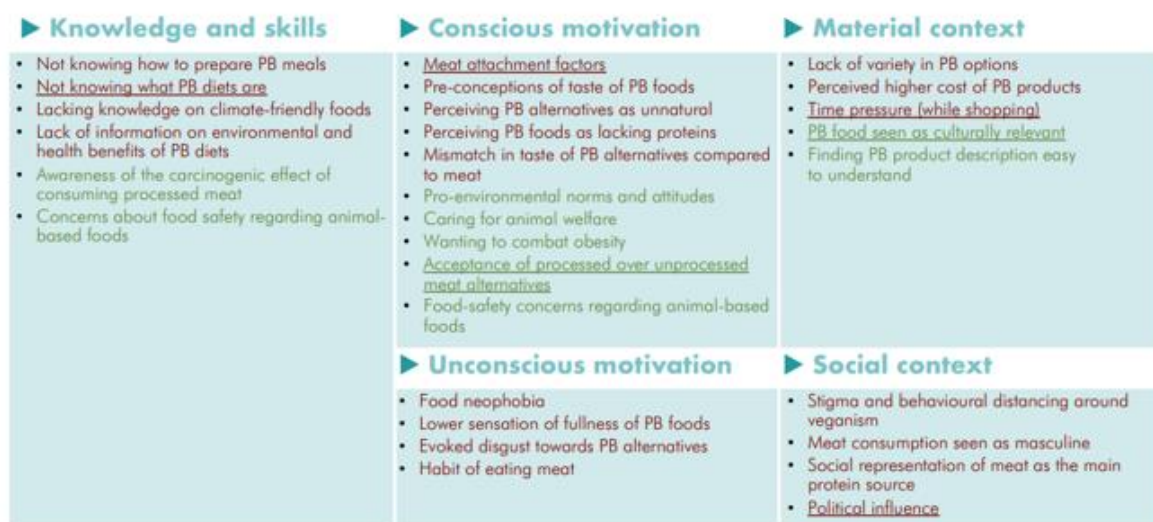 ▶ Knowledge and skills
• Not knowing how to prepare PB meals
• Not knowing what PB diets are
• Lacking knowledge on climate-friendly foods
• Lack of information on environmental and
health benefits of PB diets
• Awareness of the carcinogenic effect of
consuming processed meat
• Concerns about food safety regarding animal-
based foods
▶ Conscious motivation
• Meat attachment factors
• Pre-conceptions of taste of PB foods
• Perceiving PB alternatives as unnatural
• Perceiving PB foods as lacking proteins
• Mismatch in taste of PB alternatives compared
to meat
• Pro-environmental norms and attitudes
• Caring for animal welfare
• Wanting to combat obesity
• Acceptance of processed over unprocessed
meat alternatives
• Food-safety concerns regarding animal-based
foods
▶ Material context
• Lack of variety in PB options
• Perceived higher cost of PB products
• Time pressure (while shopping)
• PB food seen as culturally relevant
• Finding PB product description easy
to understand
▶ Unconscious motivation
• Food neophobia
• Lower sensation of fullness of PB foods
• Evoked disgust towards PB alternatives
• Habit of eating meat
▶ Social context
• Stigma and behavioural distancing around
veganism
• Meat consumption seen as masculine
• Social representation of meat as the main
protein source
• Political influence